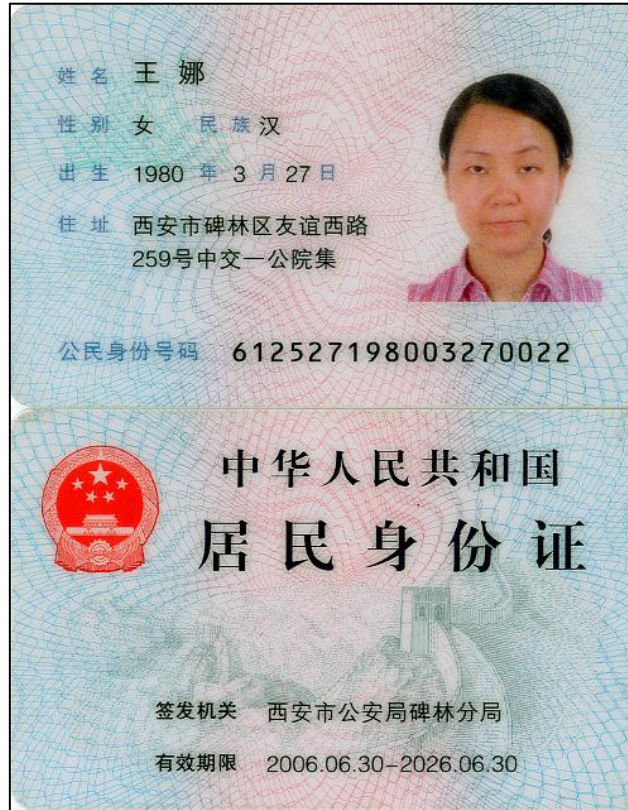 姓名 王娜
性别 女 民族 汉
出生 1980 年 3 月 27 日
住址 西安市碑林区友谊西路
259号中交一公院集
公民身份号码 612527198003270022
中华人民共和国
居民身份证
签发机关 西安市公安局碑林分局
有效期限 2006.06.30-2026.06.30